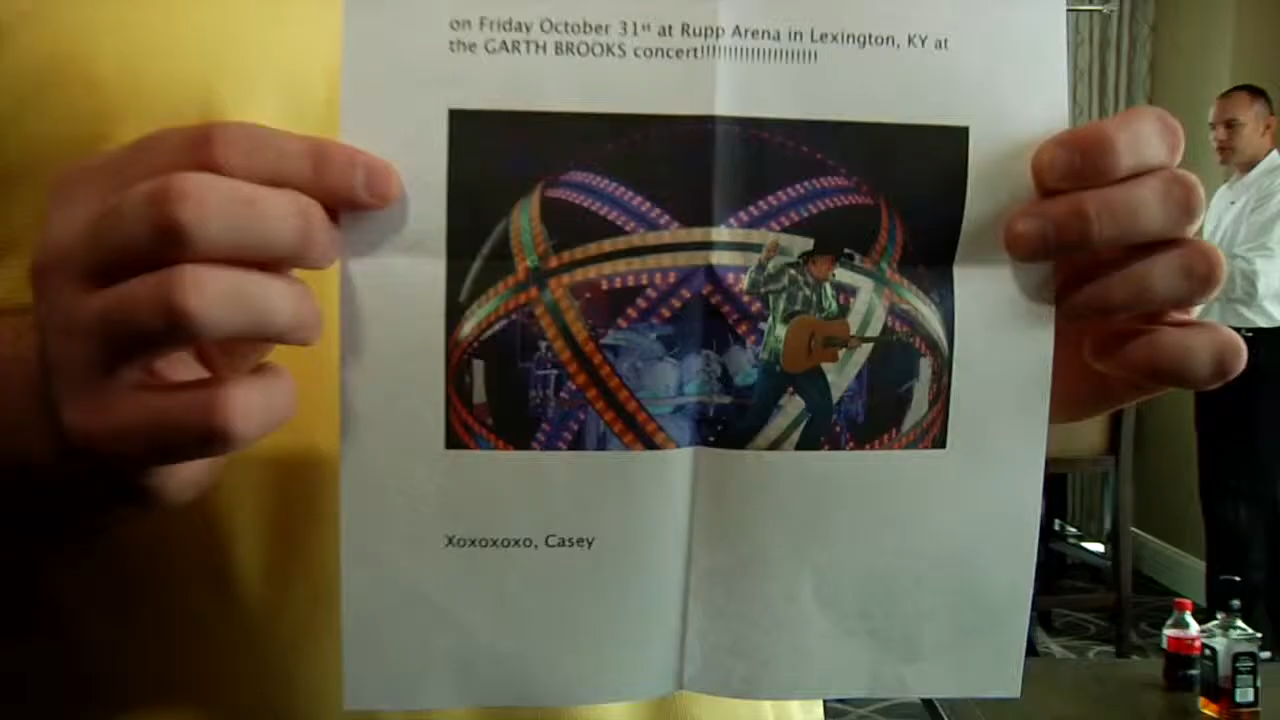 on Friday October 31st at Rupp Arena in Lexington, KY at
the GARTH BROOKS concert!!!!!!!!!!!!!!!!!!!!
Xoxoxoxo, Casey